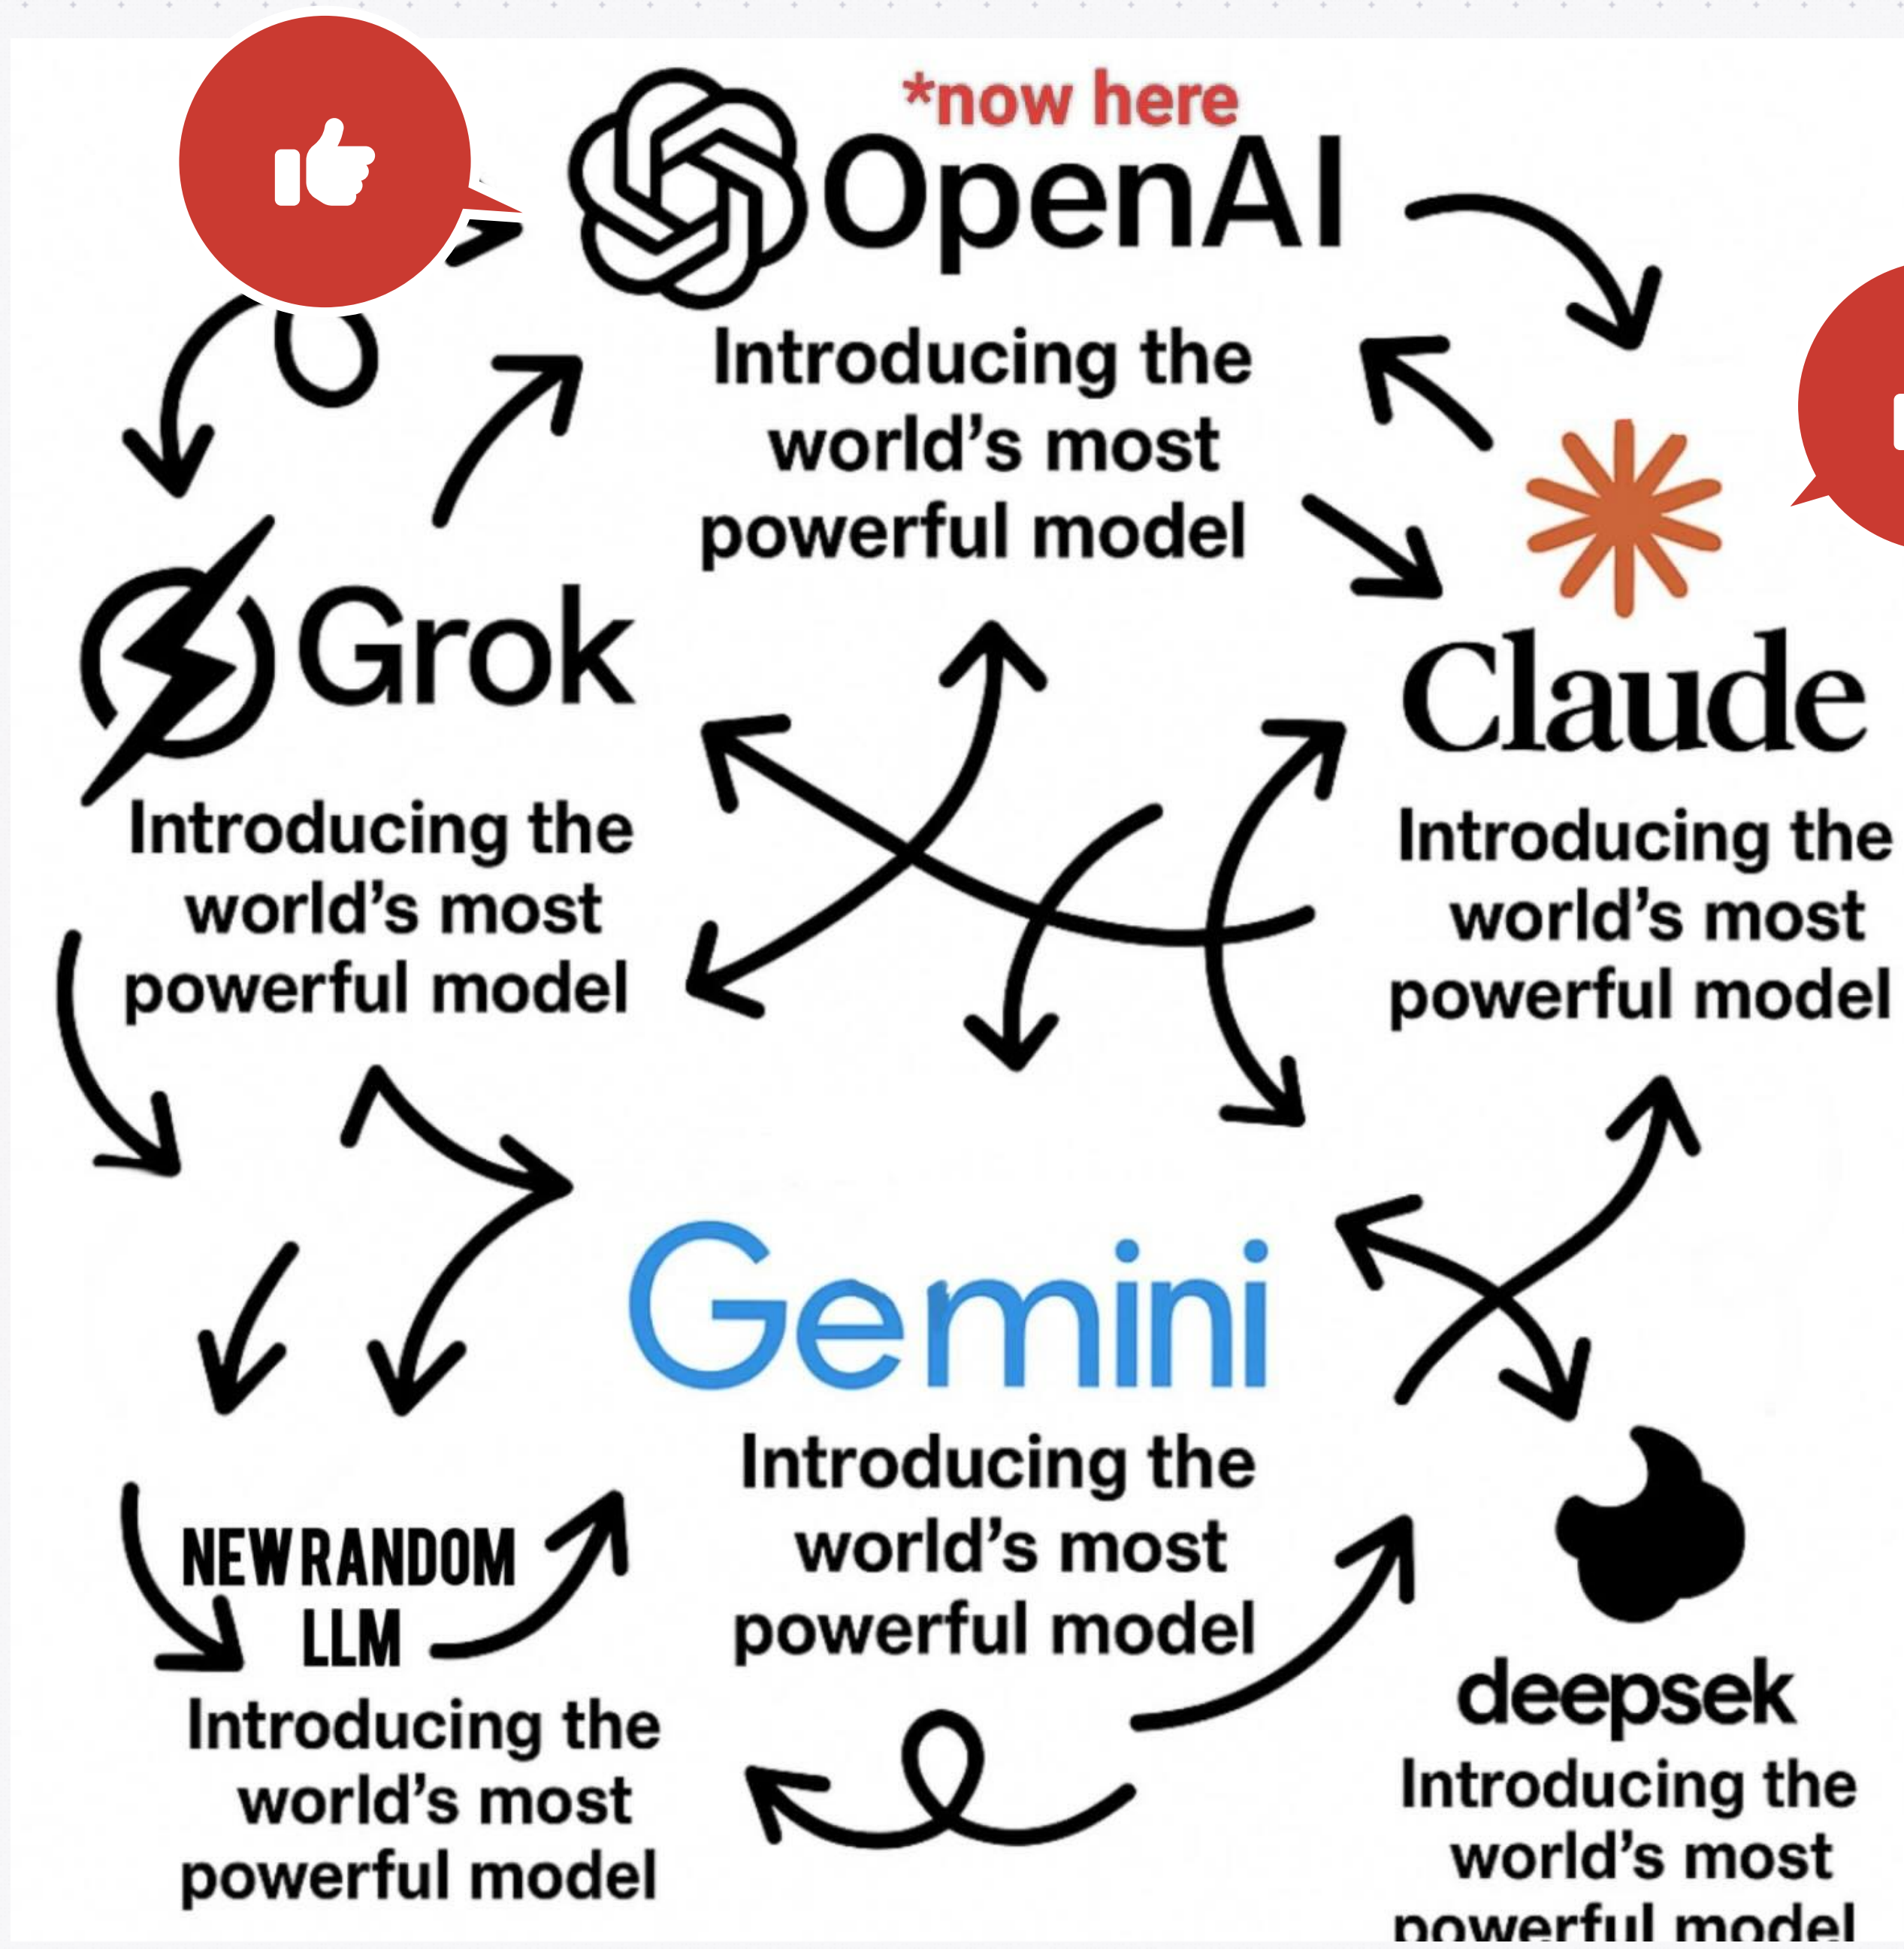 *now here
OpenAI
Introducing the
world's most
powerful model
Grok
Introducing the
world's most
powerful model
Claude
Introducing the
world's most
powerful model
Gemini
Introducing the
world's most
powerful model
NEW RANDOM
LLM
Introducing the
world's most
powerful model
deepsek
Introducing the
world's most
powerful model